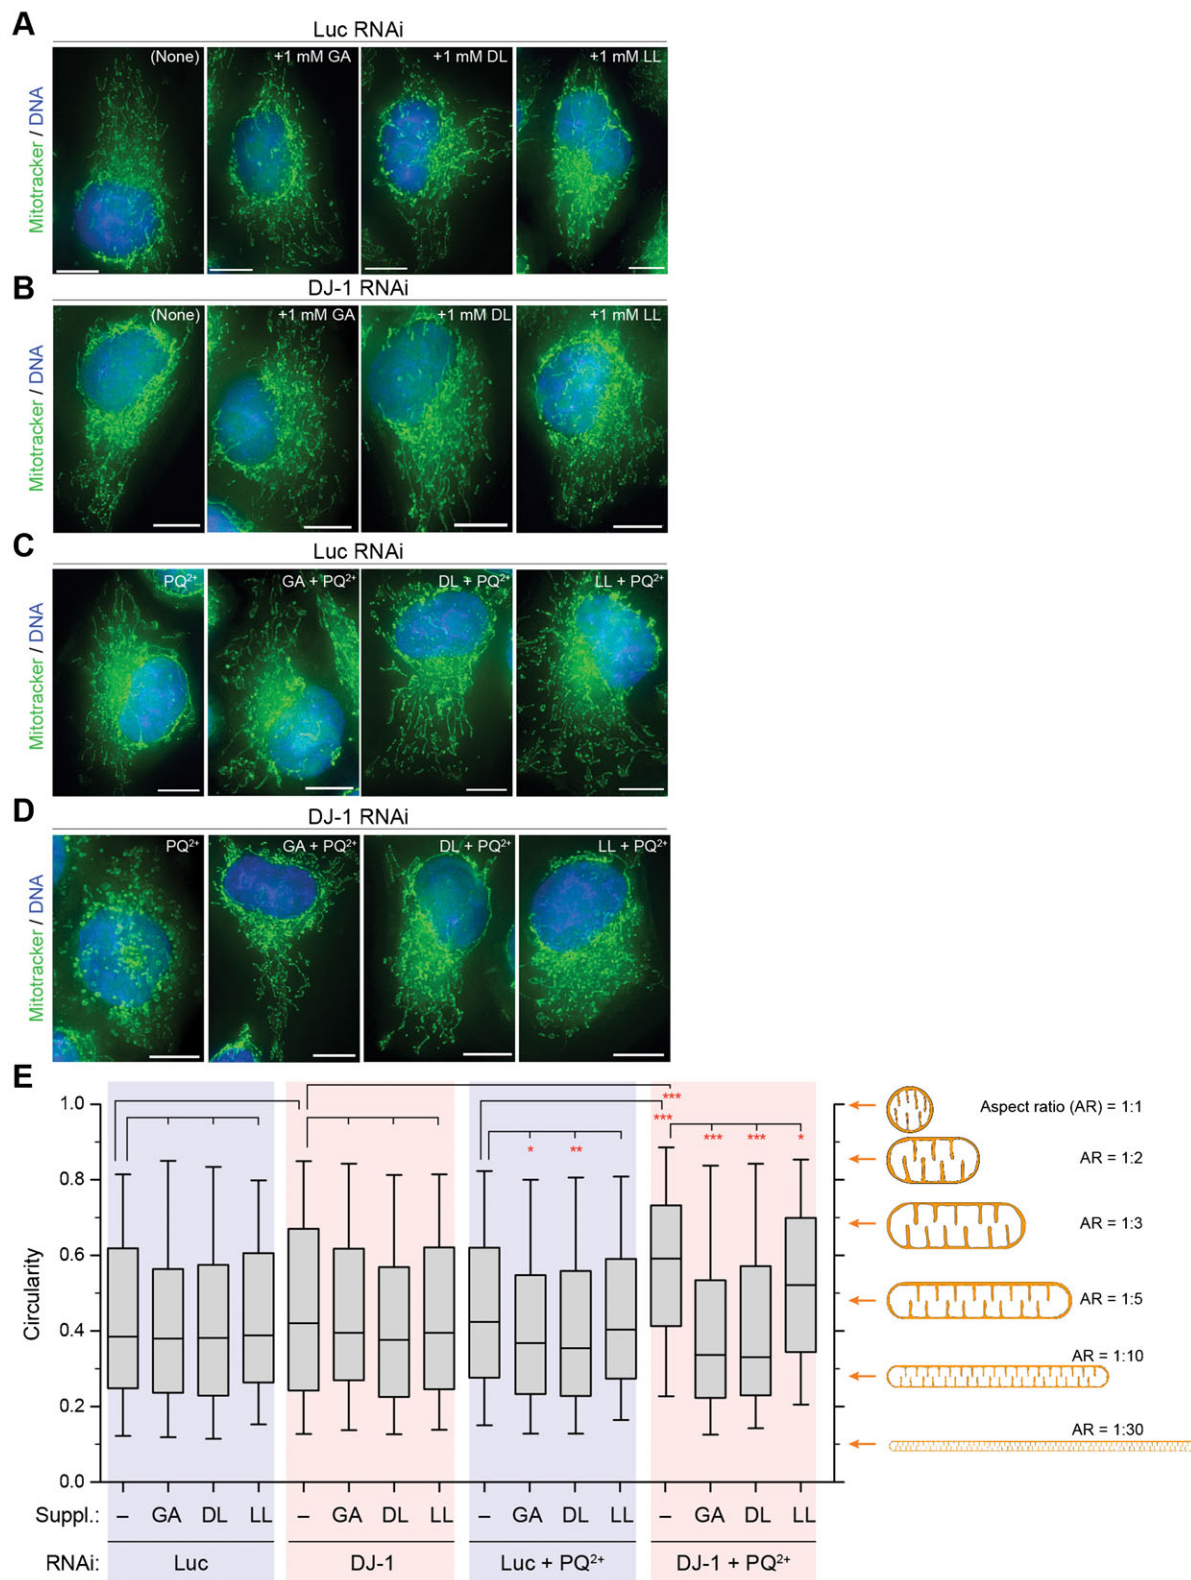 A
Luc RNAi
Mitotracker / DNA
(None)
+1 mM GA
+1 mM DL
+1 mM LL
B
DJ-1 RNAi
Mitotracker / DNA
(None)
+1 mM GA
+1 mM DL
+1 mM LL
C
Luc RNAi
Mitotracker / DNA
PQ²⁺
GA + PQ²⁺
DL + PQ²⁺
LL + PQ²⁺
D
DJ-1 RNAi
Mitotracker / DNA
PQ²⁺
GA + PQ²⁺
DL + PQ²⁺
LL + PQ²⁺
E
Circularity
1.0
0.8
0.6
0.4
0.2
0.0
*
**
***
***
***
***
*
Aspect ratio (AR) = 1:1
AR = 1:2
AR = 1:3
AR = 1:5
AR = 1:10
AR = 1:30
Suppl.: – GA DL LL – GA DL LL – GA DL LL – GA DL LL
RNAi: Luc DJ-1 Luc + PQ²⁺ DJ-1 + PQ²⁺